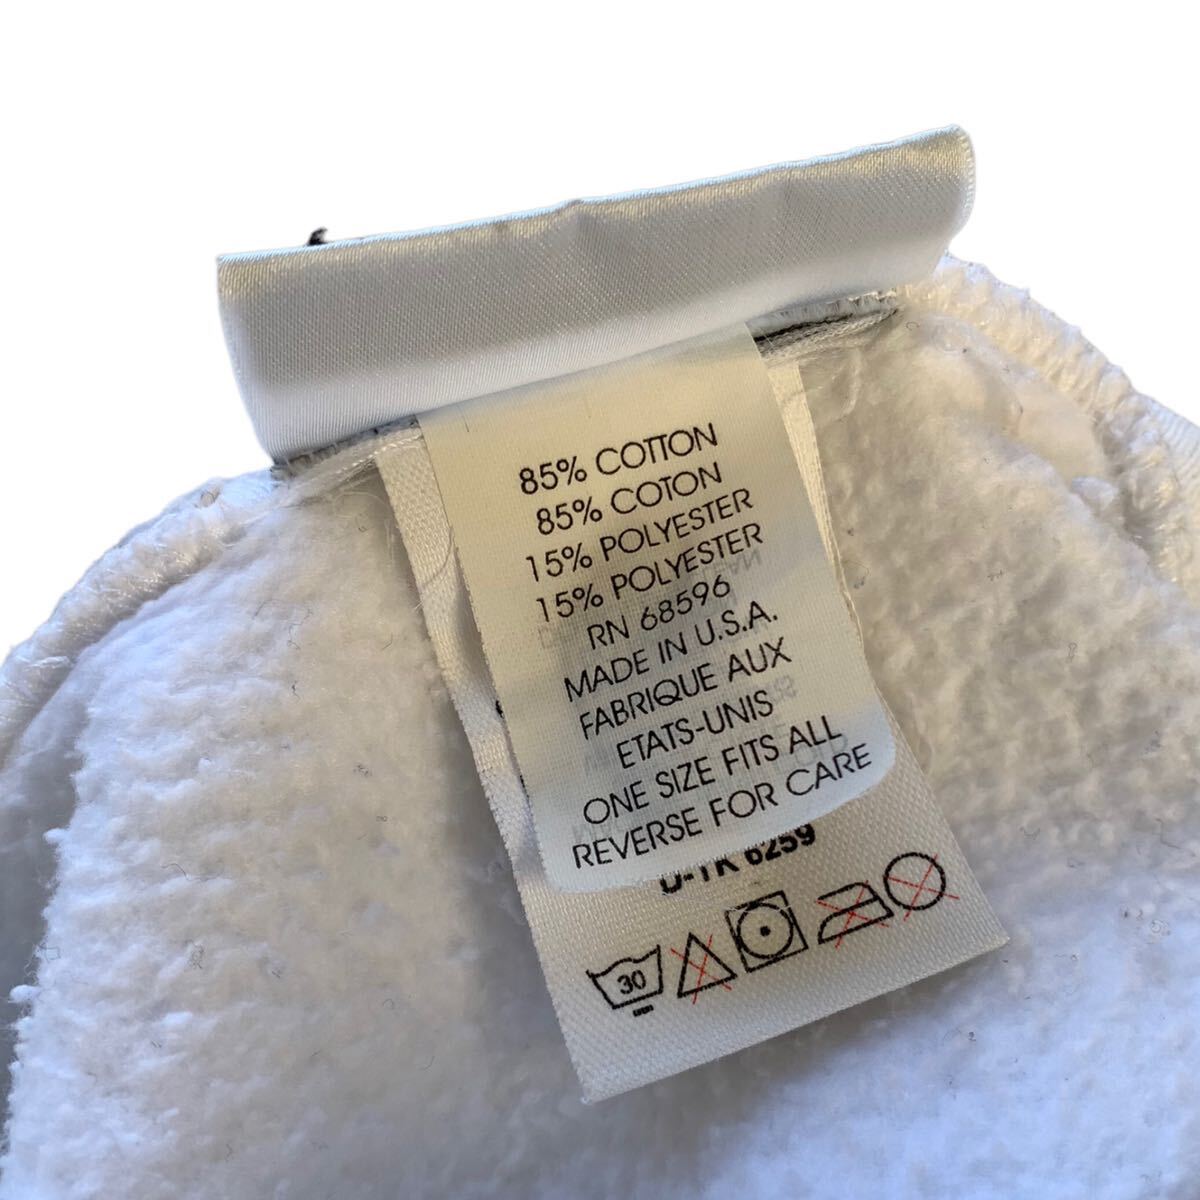 85% COTTON
85% COTON
15% POLYESTER
15% POLYESTER
RN 68596
MADE IN U.S.A.
FABRIQUE AUX
ETATS-UNIS
ONE SIZE FITS ALL
REVERSE FOR CARE
6259
30